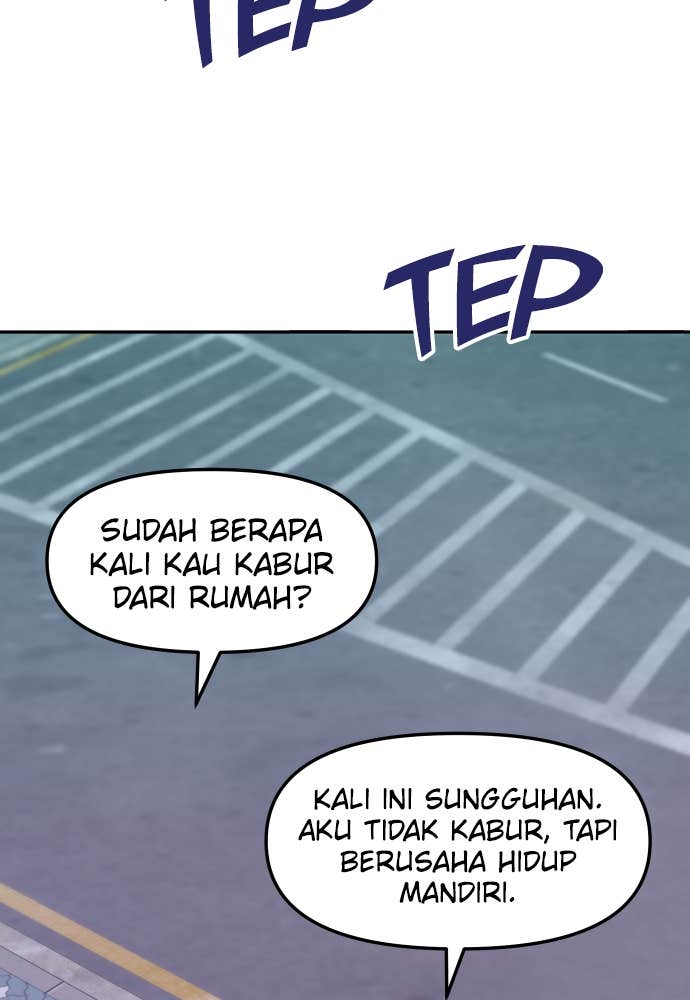 TEP
TEP
SUDAH BERAPA
KALI KAU KABUR
DARI RUMAH?
KALI INI SUNGGUHAN.
AKU TIDAK KABUR, TAPI
BERUSAHA HIDUP
MANDIRI.